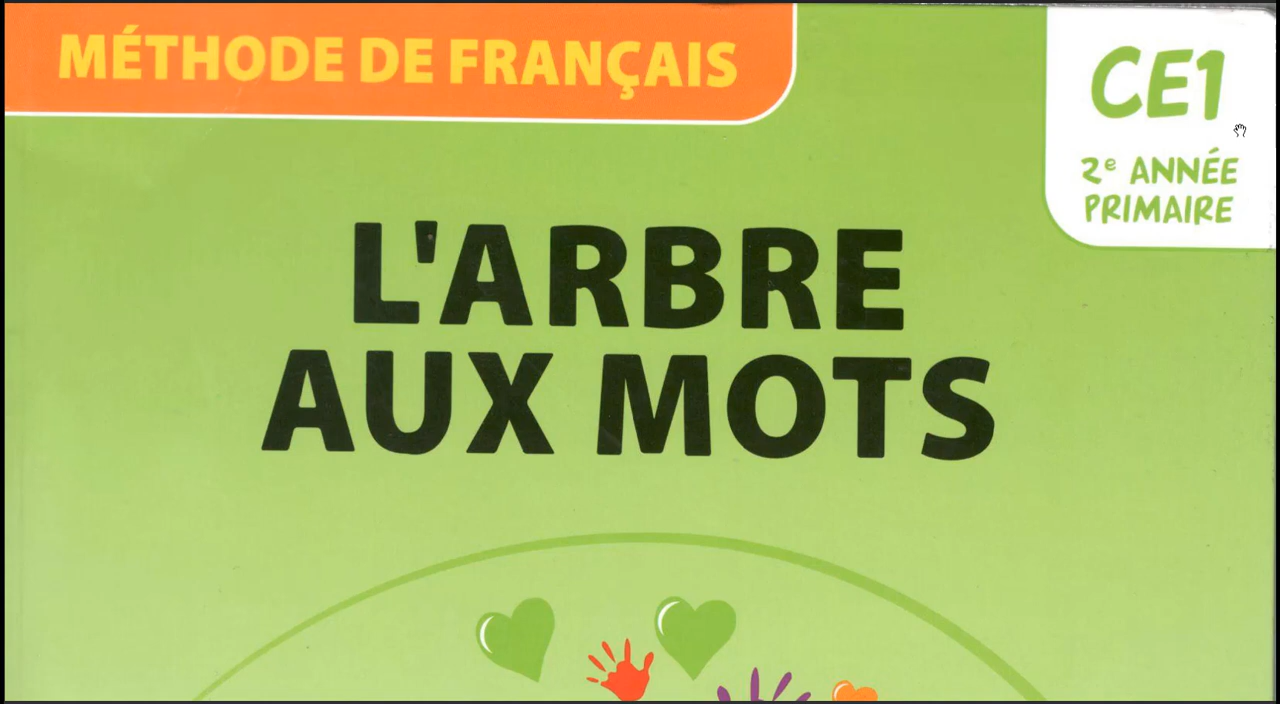 MÉTHODE DE FRANÇAIS
CE1
2e ANNÉE
PRIMAIRE
L'ARBRE
AUX MOTS